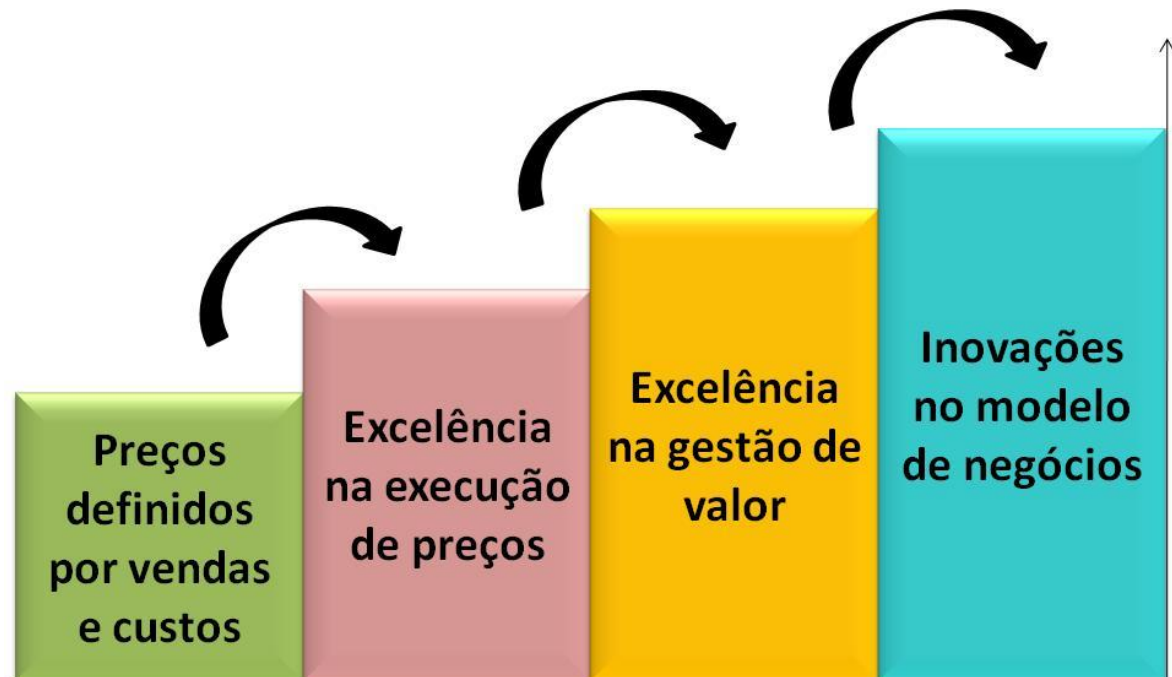 Preços
definidos
por vendas
e custos
Excelência
na execução
de preços
Excelência
na gestão de
valor
Inovações
no modelo
de negócios